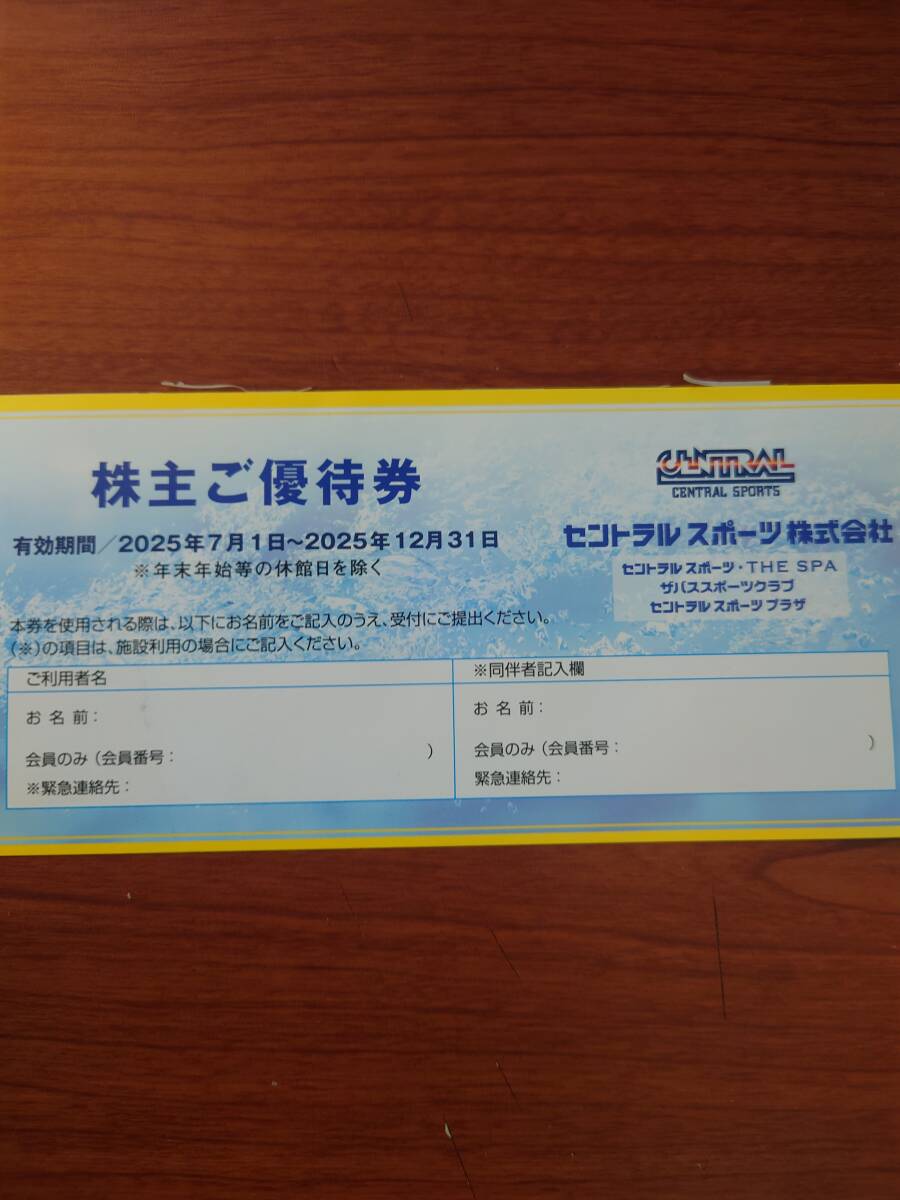 株主ご優待券
有効期間/2025年7月1日~2025年12月31日
※年末年始等の休館日を除く
CENTRAL
CENTRAL SPORTS
セントラルスポーツ株式会社
セントラルスポーツ・THE SPA
ザバススポーツクラブ
セントラルスポーツプラザ
本券を使用される際は、以下にお名前をご記入のうえ、受付にご提出ください。
(※)の項目は、施設利用の場合にご記入ください。
ご利用者名
お名前:
会員のみ(会員番号: )
※緊急連絡先:
※同伴者記入欄
お名前:
会員のみ(会員番号: )
緊急連絡先: